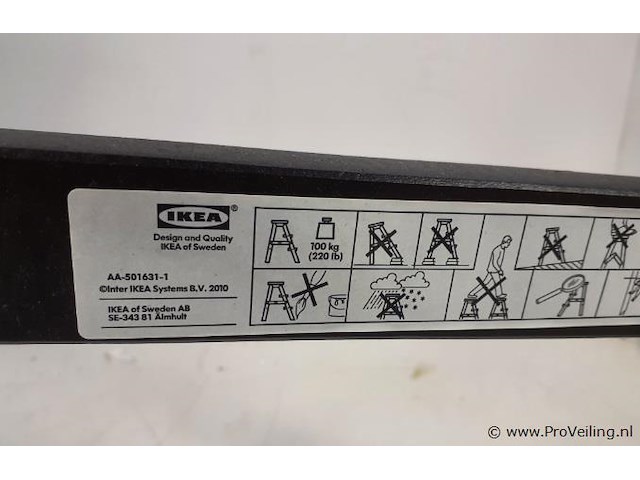 IKEA®
Design and Quality
IKEA of Sweden
AA-501631-1
©Inter IKEA Systems B.V. 2010
IKEA of Sweden AB
SE-343 81 Älmhult
100 kg
(220 lb)
© www.ProVeiling.nl